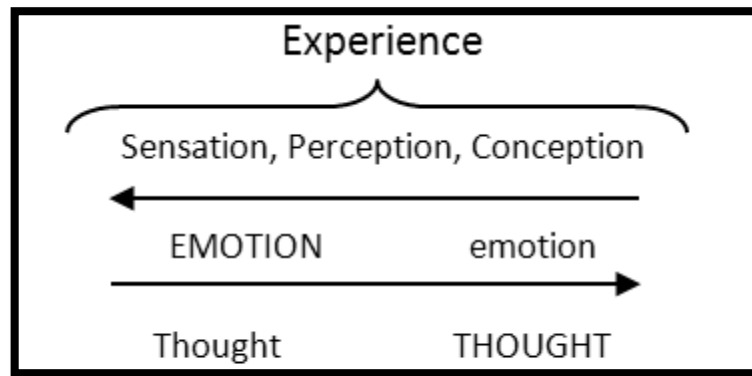 Experience
Sensation, Perception, Conception
EMOTION emotion
Thought THOUGHT